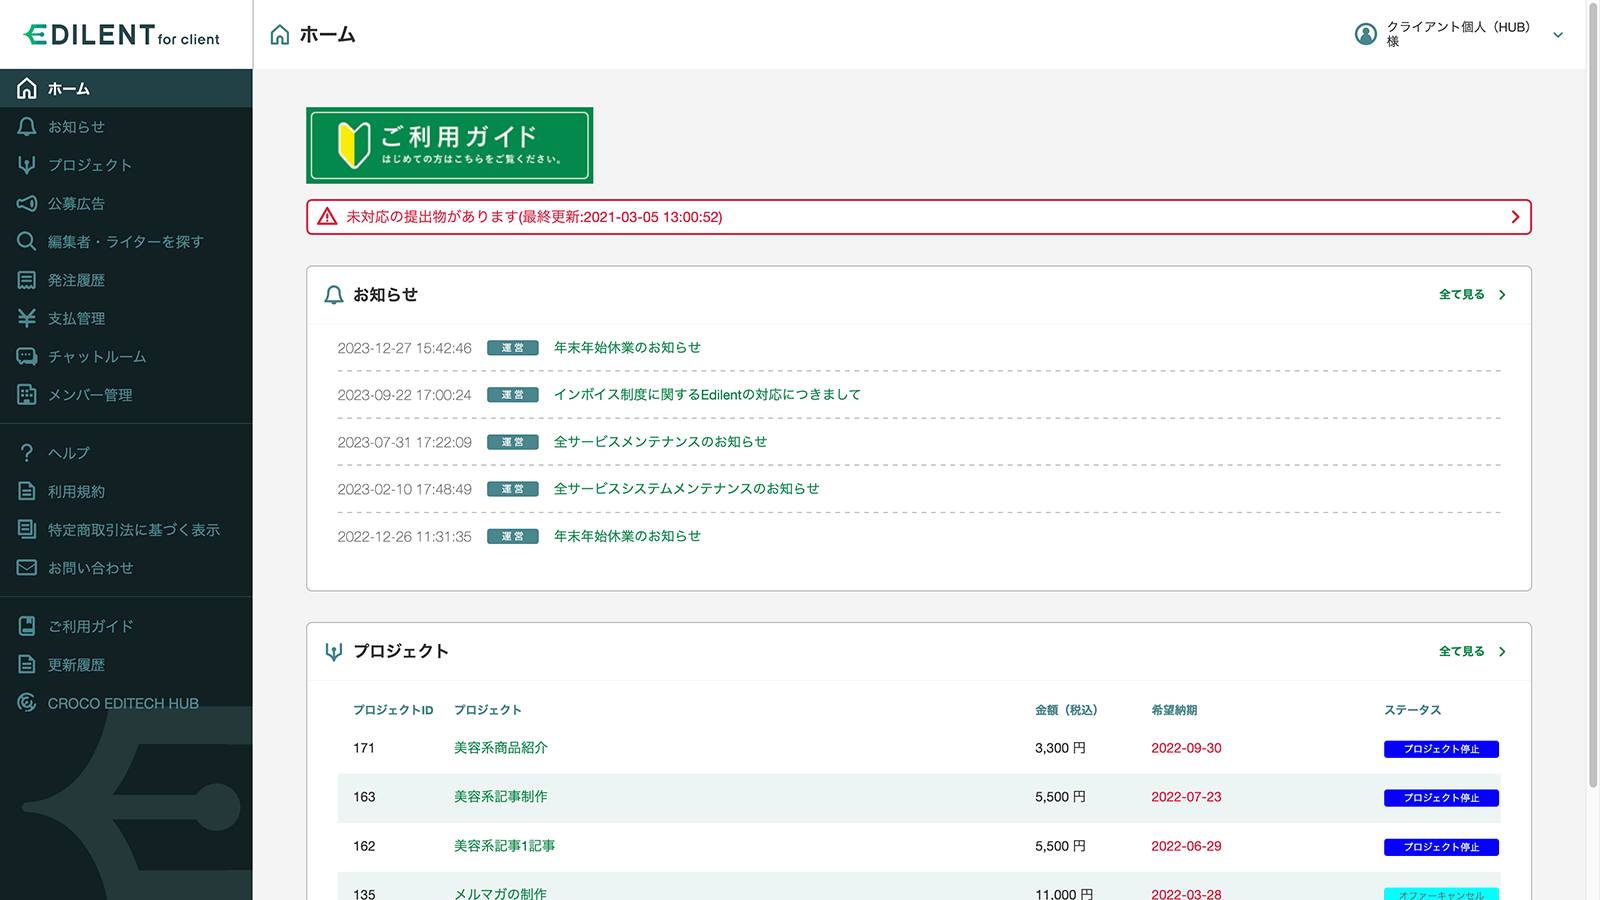 EDILENT for client
ホーム
お知らせ
プロジェクト
公募広告
編集者・ライターを探す
発注履歴
支払管理
チャットルーム
メンバー管理
ヘルプ
利用規約
特定商取引法に基づく表示
お問い合わせ
ご利用ガイド
更新履歴
CROCO EDITECH HUB
ホーム
クライアント個人（HUB）
様
ご利用ガイド
はじめての方はこちらをご覧ください。
未対応の提出物があります(最終更新:2021-03-05 13:00:52)
お知らせ 全て見る
2023-12-27 15:42:46 運営 年末年始休業のお知らせ
2023-09-22 17:00:24 運営 インボイス制度に関するEdilentの対応につきまして
2023-07-31 17:22:09 運営 全サービスメンテナンスのお知らせ
2023-02-10 17:48:49 運営 全サービスシステムメンテナンスのお知らせ
2022-12-26 11:31:35 運営 年末年始休業のお知らせ
プロジェクト 全て見る
プロジェクトID プロジェクト 金額（税込） 希望納期 ステータス
171 美容系商品紹介 3,300 円 2022-09-30 プロジェクト停止
163 美容系記事制作 5,500 円 2022-07-23 プロジェクト停止
162 美容系記事1記事 5,500 円 2022-06-29 プロジェクト停止
135 メルマガの制作 11,000 円 2022-03-28 オファーキャンセル